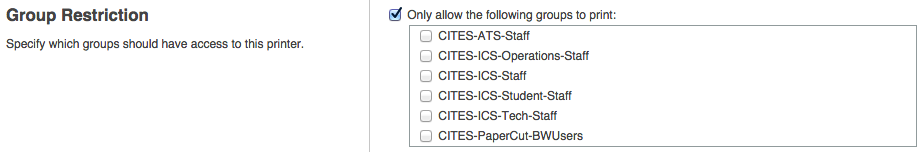 Group Restriction
Specify which groups should have access to this printer.
Only allow the following groups to print:
CITES-ATS-Staff
CITES-ICS-Operations-Staff
CITES-ICS-Staff
CITES-ICS-Student-Staff
CITES-ICS-Tech-Staff
CITES-PaperCut-BWUsers